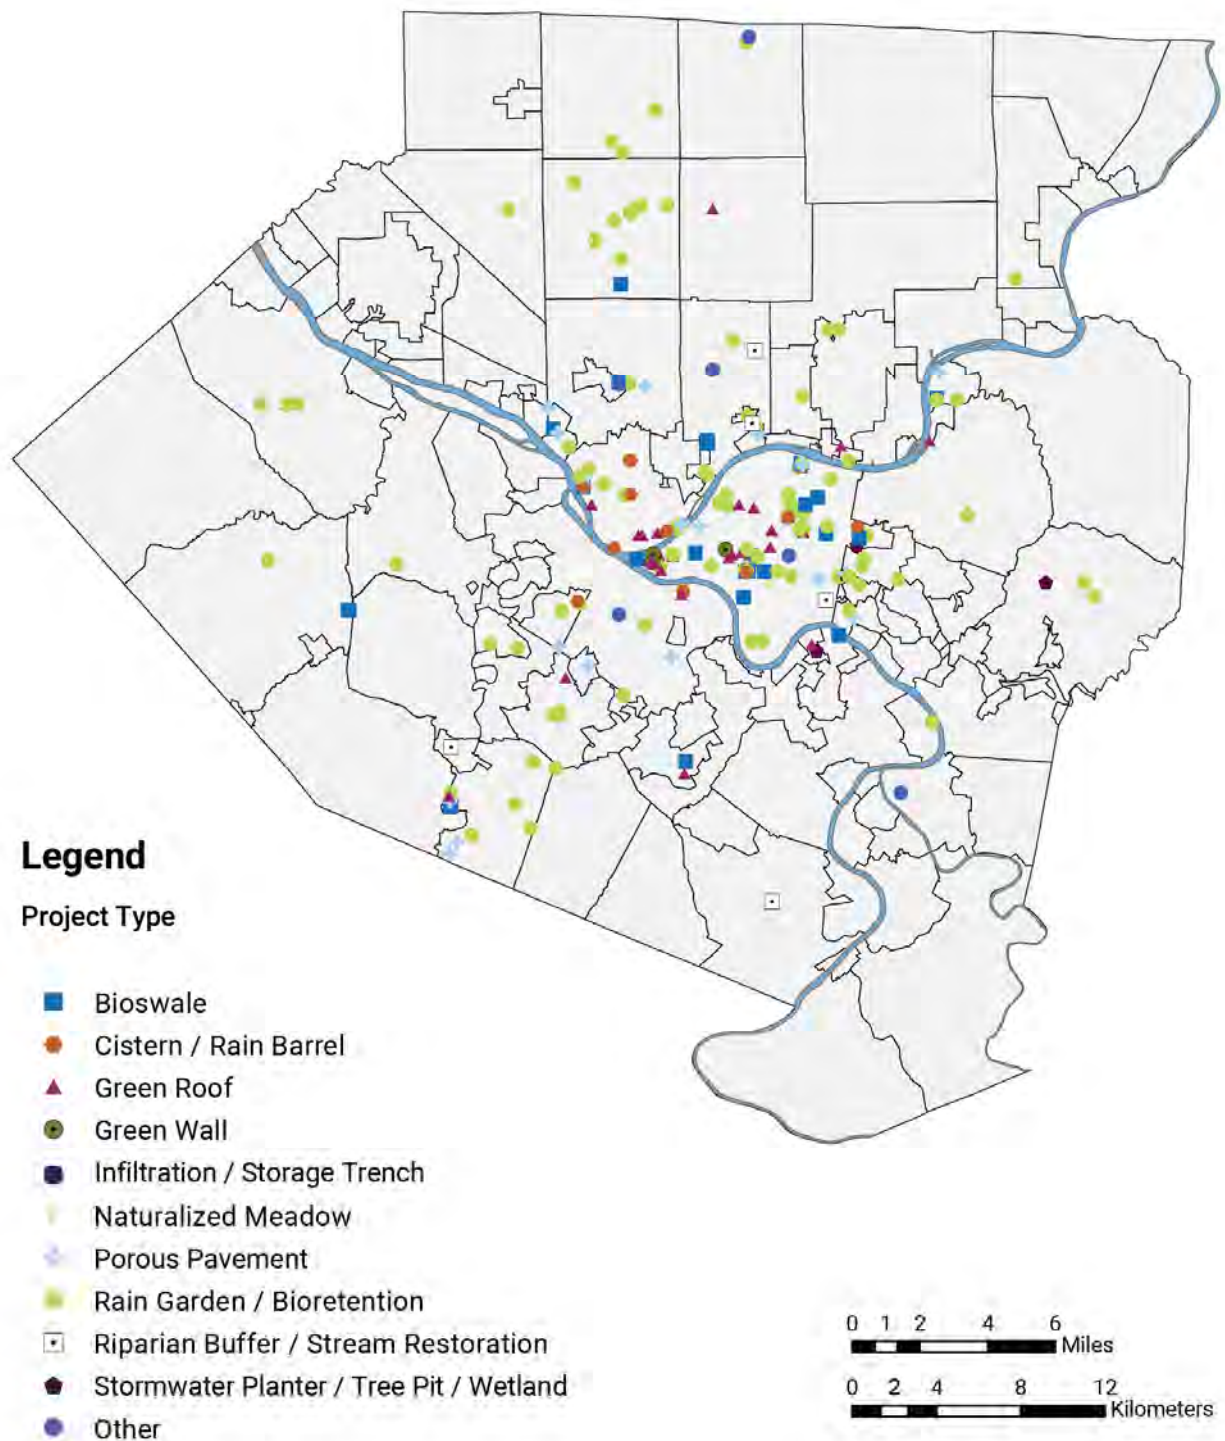 Legend
Project Type
Bioswale
Cistern / Rain Barrel
Green Roof
Green Wall
Infiltration / Storage Trench
Naturalized Meadow
Porous Pavement
Rain Garden / Bioretention
Riparian Buffer / Stream Restoration
Stormwater Planter / Tree Pit / Wetland
Other
0 1 2 4 6
Miles
0 2 4 8 12
Kilometers